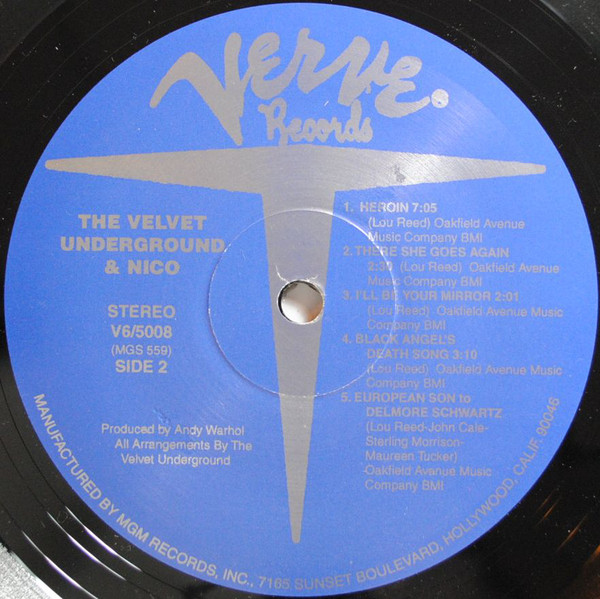 Verve.
Records
THE VELVET
UNDERGROUND
& NICO
STEREO
V6/5008
(MGS 559)
SIDE 2
Produced by Andy Warhol
All Arrangements By The
Velvet Underground
1. HEROIN 7:05
(Lou Reed) Oakfield Avenue
Music Company BMI
2. THERE SHE GOES AGAIN
2:30 (Lou Reed) Oakfield Avenue
Music Company BMI
3. I'LL BE YOUR MIRROR 2:01
(Lou Reed) Oakfield Avenue Music
Company BMI
4. BLACK ANGEL'S
DEATH SONG 3:10
(Lou Reed) Oakfield Avenue Music
Company BMI
5. EUROPEAN SON to
DELMORE SCHWARTZ
(Lou Reed-John Cale-
Sterling Morrison-
Maureen Tucker)
Oakfield Avenue Music
Company BMI
MANUFACTURED BY MGM RECORDS, INC., 7165 SUNSET BOULEVARD, HOLLYWOOD, CALIF. 90046